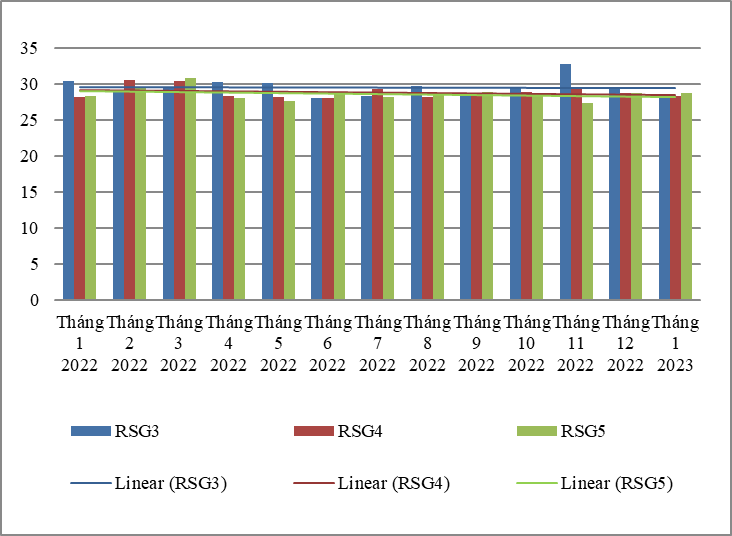 35
30
25
20
15
10
5
0
Tháng Tháng Tháng Tháng Tháng Tháng Tháng Tháng Tháng Tháng Tháng Tháng Tháng
1 2 3 4 5 6 7 8 9 10 11 12 1
2022 2022 2022 2022 2022 2022 2022 2022 2022 2022 2022 2022 2023
RSG3 RSG4 RSG5
Linear (RSG3) Linear (RSG4) Linear (RSG5)